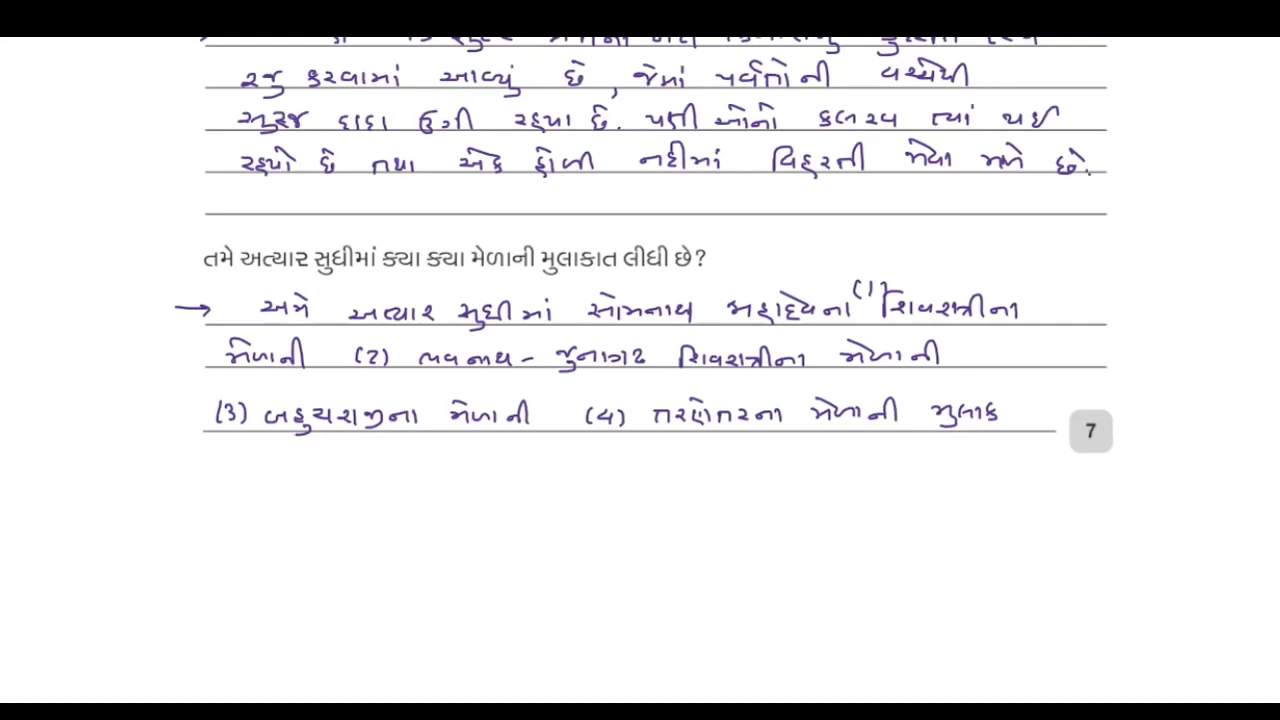 રજુ કરવામાં આવ્યું છે, જેમાં પર્વતોની વચ્ચેથી
સુરજ દાદા ઉગી રહ્યા છે. પક્ષીઓનો કલરવ ત્યાં થઈ
રહ્યો છે તથા એક હોળી નદીમાં વિહરતી જોવા મળે છે.
તમે અત્યાર સુધીમાં ક્યા ક્યા મેળાની મુલાકાત લીધી છે?
→ અમે અત્યાર સુધીમાં સોમનાથ મહાદેવના (1) શિવરાત્રીના
મેળાની (2) ભવનાથ - જુનાગઢ શિવરાત્રીના મેળાની
(3) બહુચરાજીના મેળાની (4) તરણેતરના મેળાની મુલાક
7